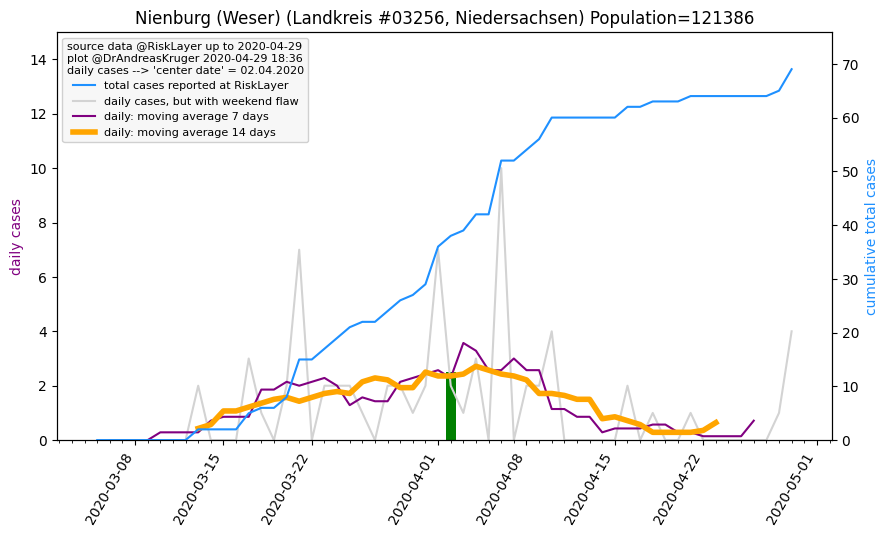 Nienburg (Weser) (Landkreis #03256, Niedersachsen) Population=121386
source data @RiskLayer up to 2020-04-29
plot @DrAndreasKruger 2020-04-29 18:36
daily cases --> 'center date' = 02.04.2020
total cases reported at RiskLayer
daily cases, but with weekend flaw
daily: moving average 7 days
daily: moving average 14 days
14
12
10
8
6
4
2
0
daily cases
70
60
50
40
30
20
10
0
cumulative total cases
2020-03-08
2020-03-15
2020-03-22
2020-04-01
2020-04-08
2020-04-15
2020-04-22
2020-05-01